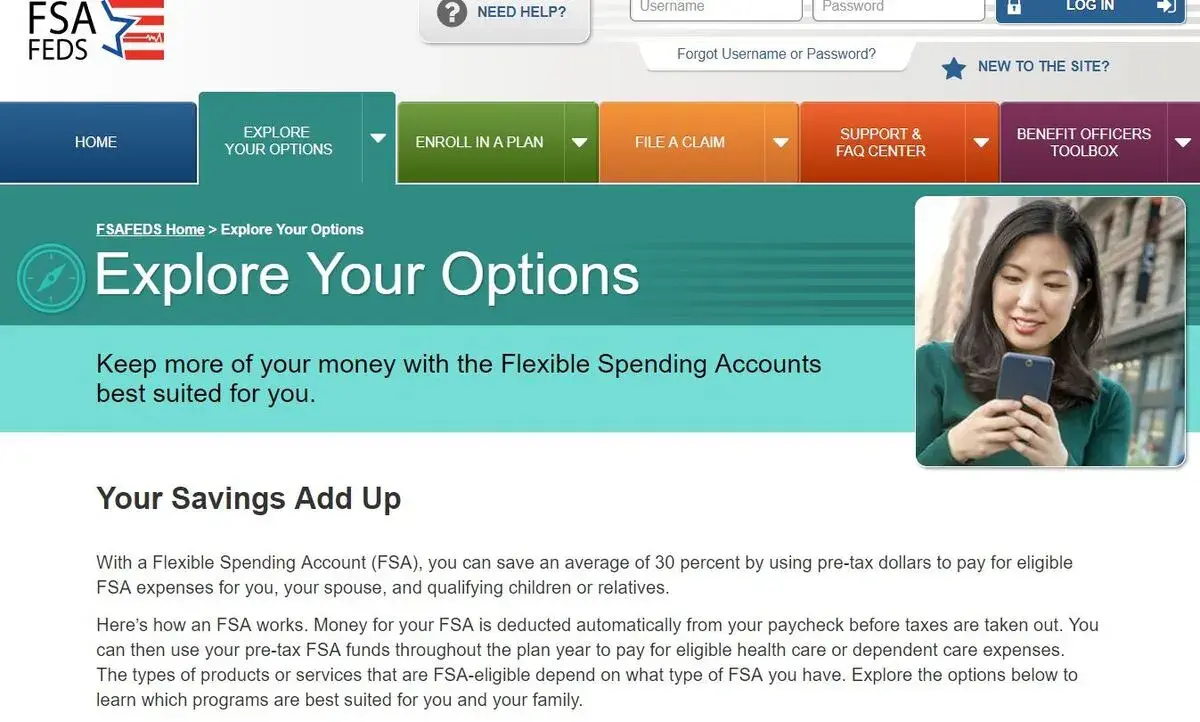 FSA
FEDS
NEED HELP?
Username
Password
LOG IN
Forgot Username or Password?
NEW TO THE SITE?
HOME
EXPLORE
YOUR OPTIONS
ENROLL IN A PLAN
FILE A CLAIM
SUPPORT &
FAQ CENTER
BENEFIT OFFICERS
TOOLBOX
FSAFEDS Home > Explore Your Options
Explore Your Options
Keep more of your money with the Flexible Spending Accounts
best suited for you.
Your Savings Add Up
With a Flexible Spending Account (FSA), you can save an average of 30 percent by using pre-tax dollars to pay for eligible
FSA expenses for you, your spouse, and qualifying children or relatives.
Here’s how an FSA works. Money for your FSA is deducted automatically from your paycheck before taxes are taken out. You
can then use your pre-tax FSA funds throughout the plan year to pay for eligible health care or dependent care expenses.
The types of products or services that are FSA-eligible depend on what type of FSA you have. Explore the options below to
learn which programs are best suited for you and your family.